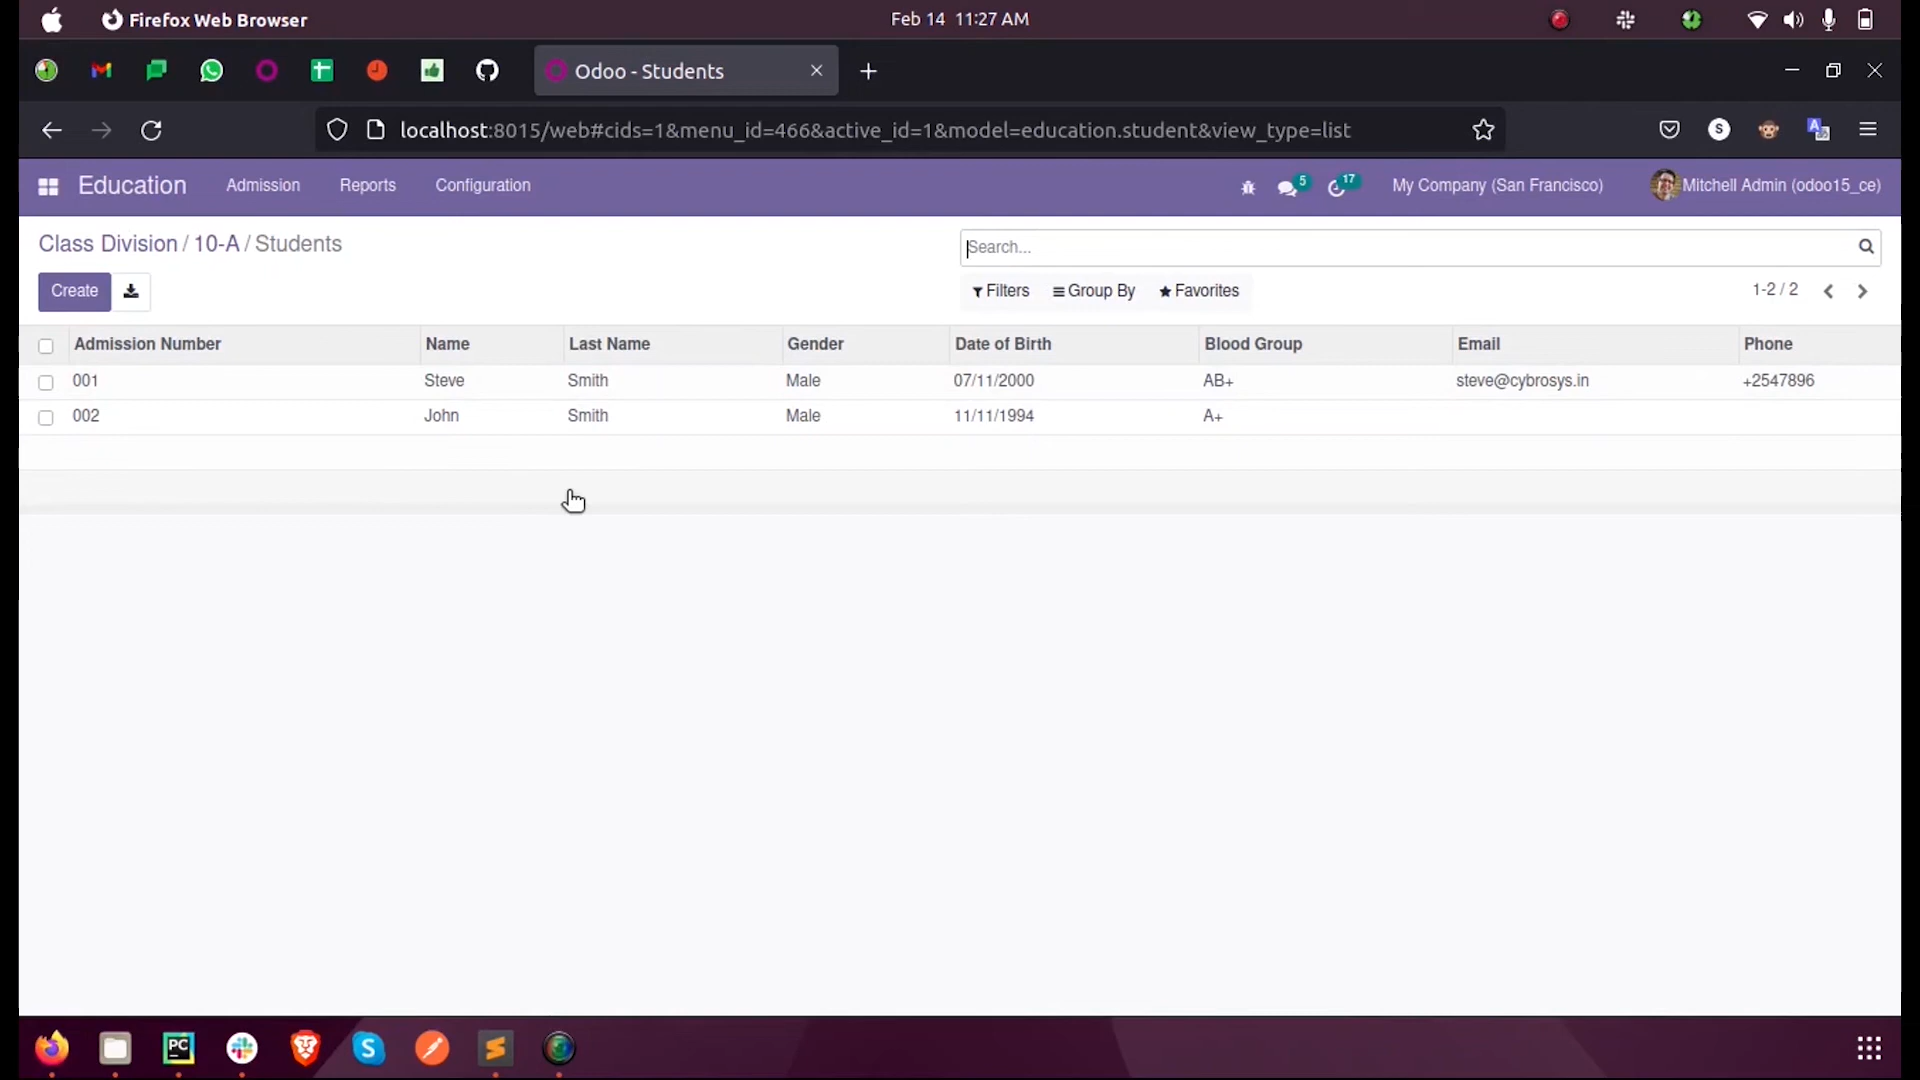 Firefox Web Browser Feb 14 11:27 AM
Odoo - Students
localhost:8015/web#cids=1&menu_id=466&active_id=1&model=education.student&view_type=list S
Education Admission Reports Configuration 5 17 My Company (San Francisco) Mitchell Admin (odoo15_ce)
Class Division / 10-A / Students Search...
Create Filters Group By Favorites 1-2 / 2
Admission Number Name Last Name Gender Date of Birth Blood Group Email Phone
001 Steve Smith Male 07/11/2000 AB+ steve@cybrosys.in +2547896
002 John Smith Male 11/11/1994 A+
PC S